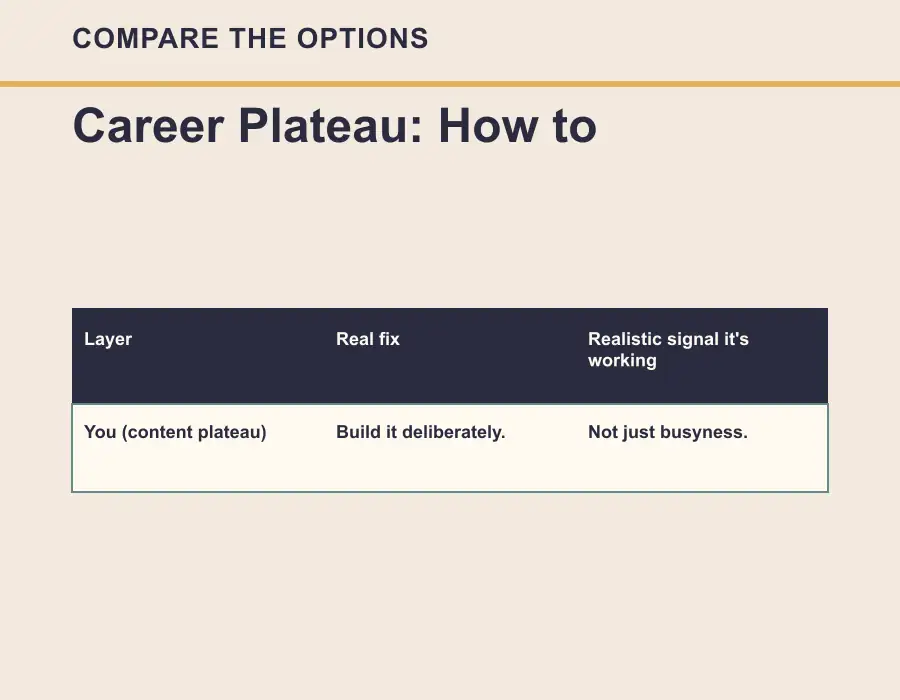 COMPARE THE OPTIONS
Career Plateau: How to
Layer
Real fix
Realistic signal it's
working
You (content plateau)
Build it deliberately.
Not just busyness.